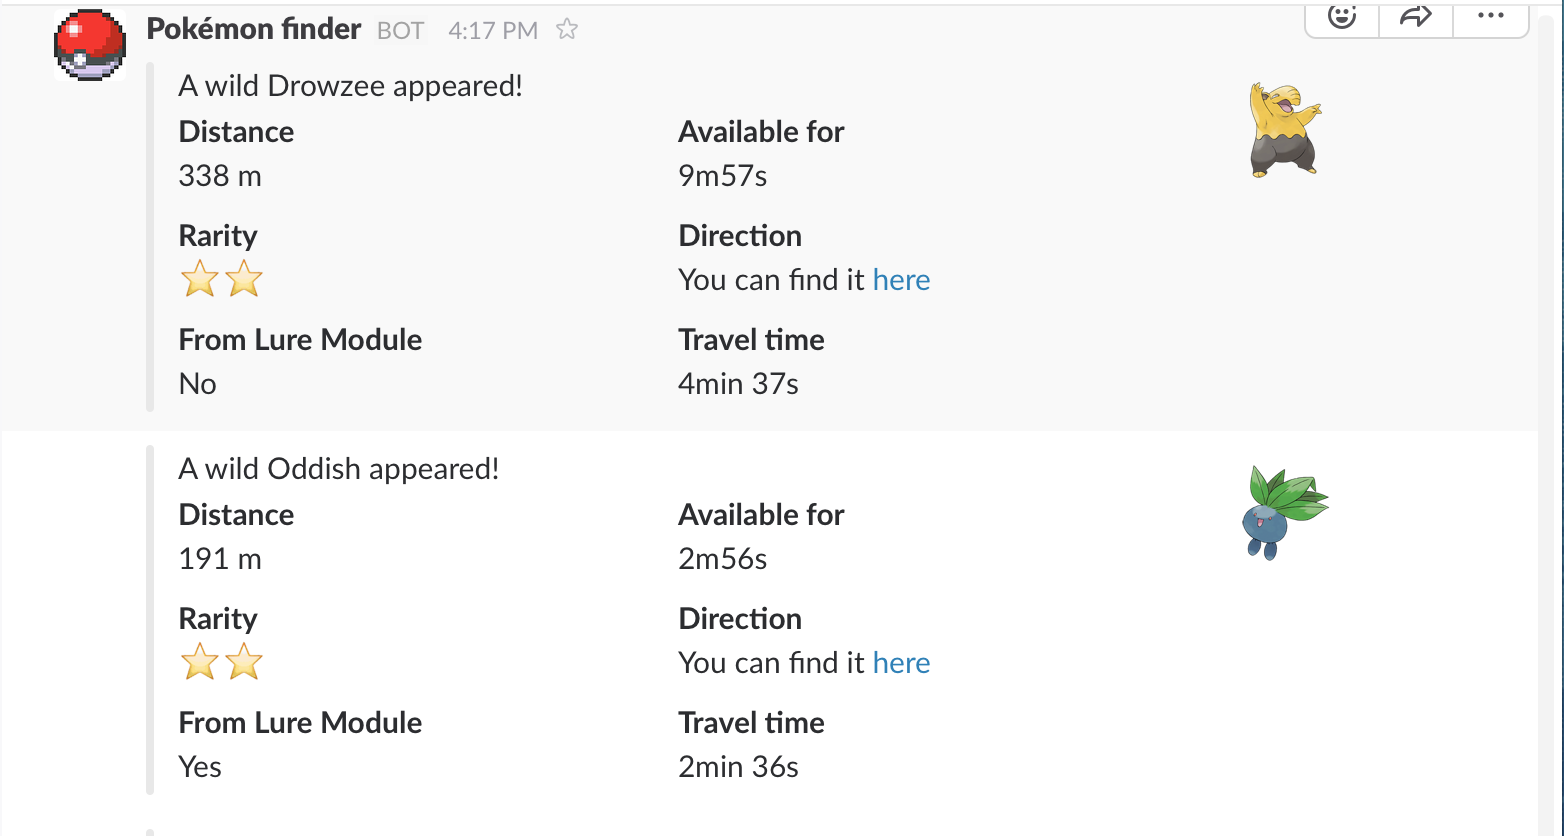 Pokémon finder BOT 4:17 PM
A wild Drowzee appeared!
Distance Available for
338 m 9m57s
Rarity Direction
You can find it here
From Lure Module Travel time
No 4min 37s
A wild Oddish appeared!
Distance Available for
191 m 2m56s
Rarity Direction
You can find it here
From Lure Module Travel time
Yes 2min 36s